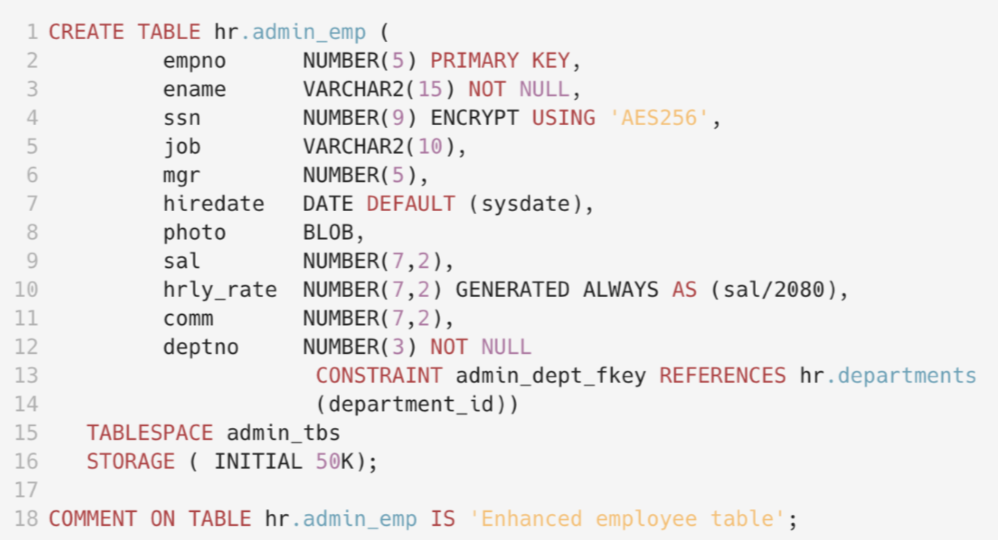 1 CREATE TABLE hr.admin_emp (
2 empno NUMBER(5) PRIMARY KEY,
3 ename VARCHAR2(15) NOT NULL,
4 ssn NUMBER(9) ENCRYPT USING 'AES256',
5 job VARCHAR2(10),
6 mgr NUMBER(5),
7 hiredate DATE DEFAULT (sysdate),
8 photo BLOB,
9 sal NUMBER(7,2),
10 hrly_rate NUMBER(7,2) GENERATED ALWAYS AS (sal/2080),
11 comm NUMBER(7,2),
12 deptno NUMBER(3) NOT NULL
13 CONSTRAINT admin_dept_fkey REFERENCES hr.departments
14 (department_id))
15 TABLESPACE admin_tbs
16 STORAGE ( INITIAL 50K);
17
18 COMMENT ON TABLE hr.admin_emp IS 'Enhanced employee table';